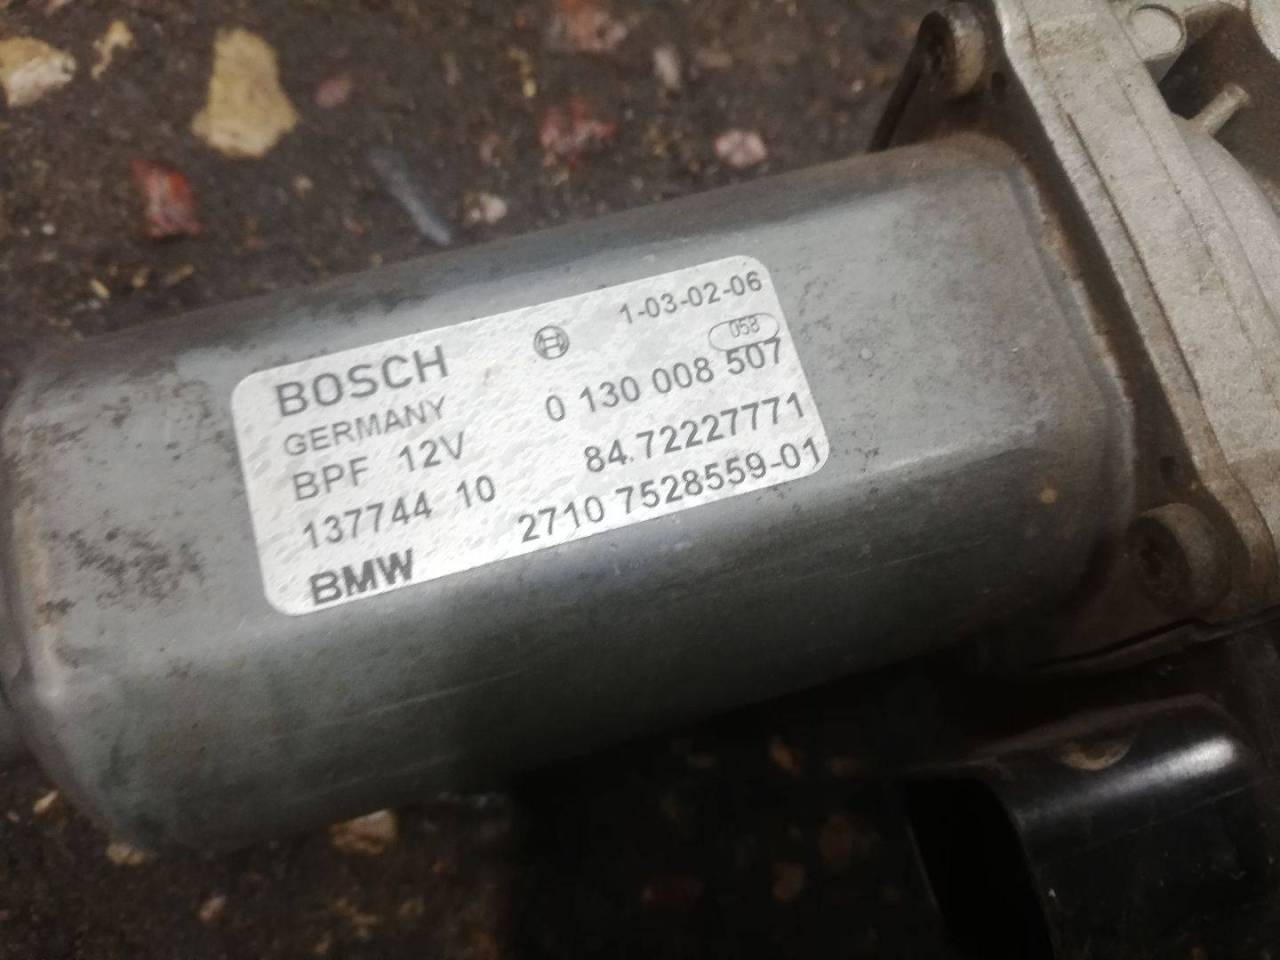 1-03-02-06
BOSCH
058
GERMANY 0 130 008 507
BPF 12V 84.72227771
137744 10 2710 7528559-01
BMW